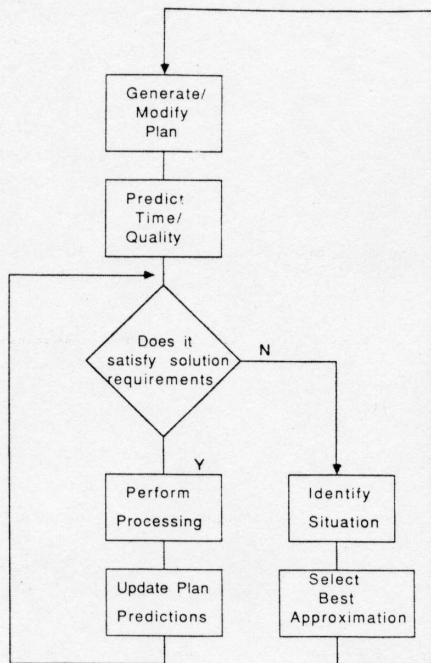 Generate/
Modify
Plan
Predict
Time/
Quality
Does it
satisfy solution
requirements
N
Y
Perform
Processing
Identify
Situation
Update Plan
Predictions
Select
Best
Approximation